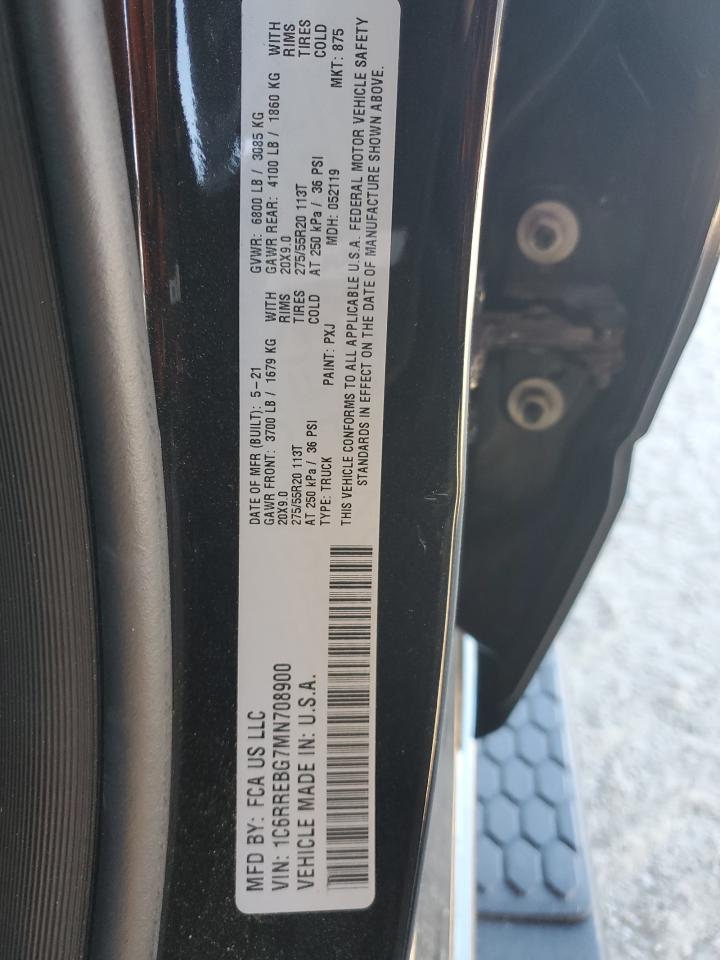 MFD BY: FCA US LLC
VIN: 1C6RREBG7MN708900
VEHICLE MADE IN: U.S.A.
DATE OF MFR (BUILT): 5-21 GVWR: 6800 LB / 3085 KG
GAWR FRONT: 3700 LB / 1679 KG WITH GAWR REAR: 4100 LB / 1860 KG WITH
20X9.0 RIMS 20X9.0 RIMS
275/55R20 113T TIRES 275/55R20 113T TIRES
AT 250 kPa / 36 PSI COLD AT 250 kPa / 36 PSI COLD
TYPE: TRUCK PAINT: PXJ MDH: 052119 MKT: 875
THIS VEHICLE CONFORMS TO ALL APPLICABLE U.S.A. FEDERAL MOTOR VEHICLE SAFETY
STANDARDS IN EFFECT ON THE DATE OF MANUFACTURE SHOWN ABOVE.